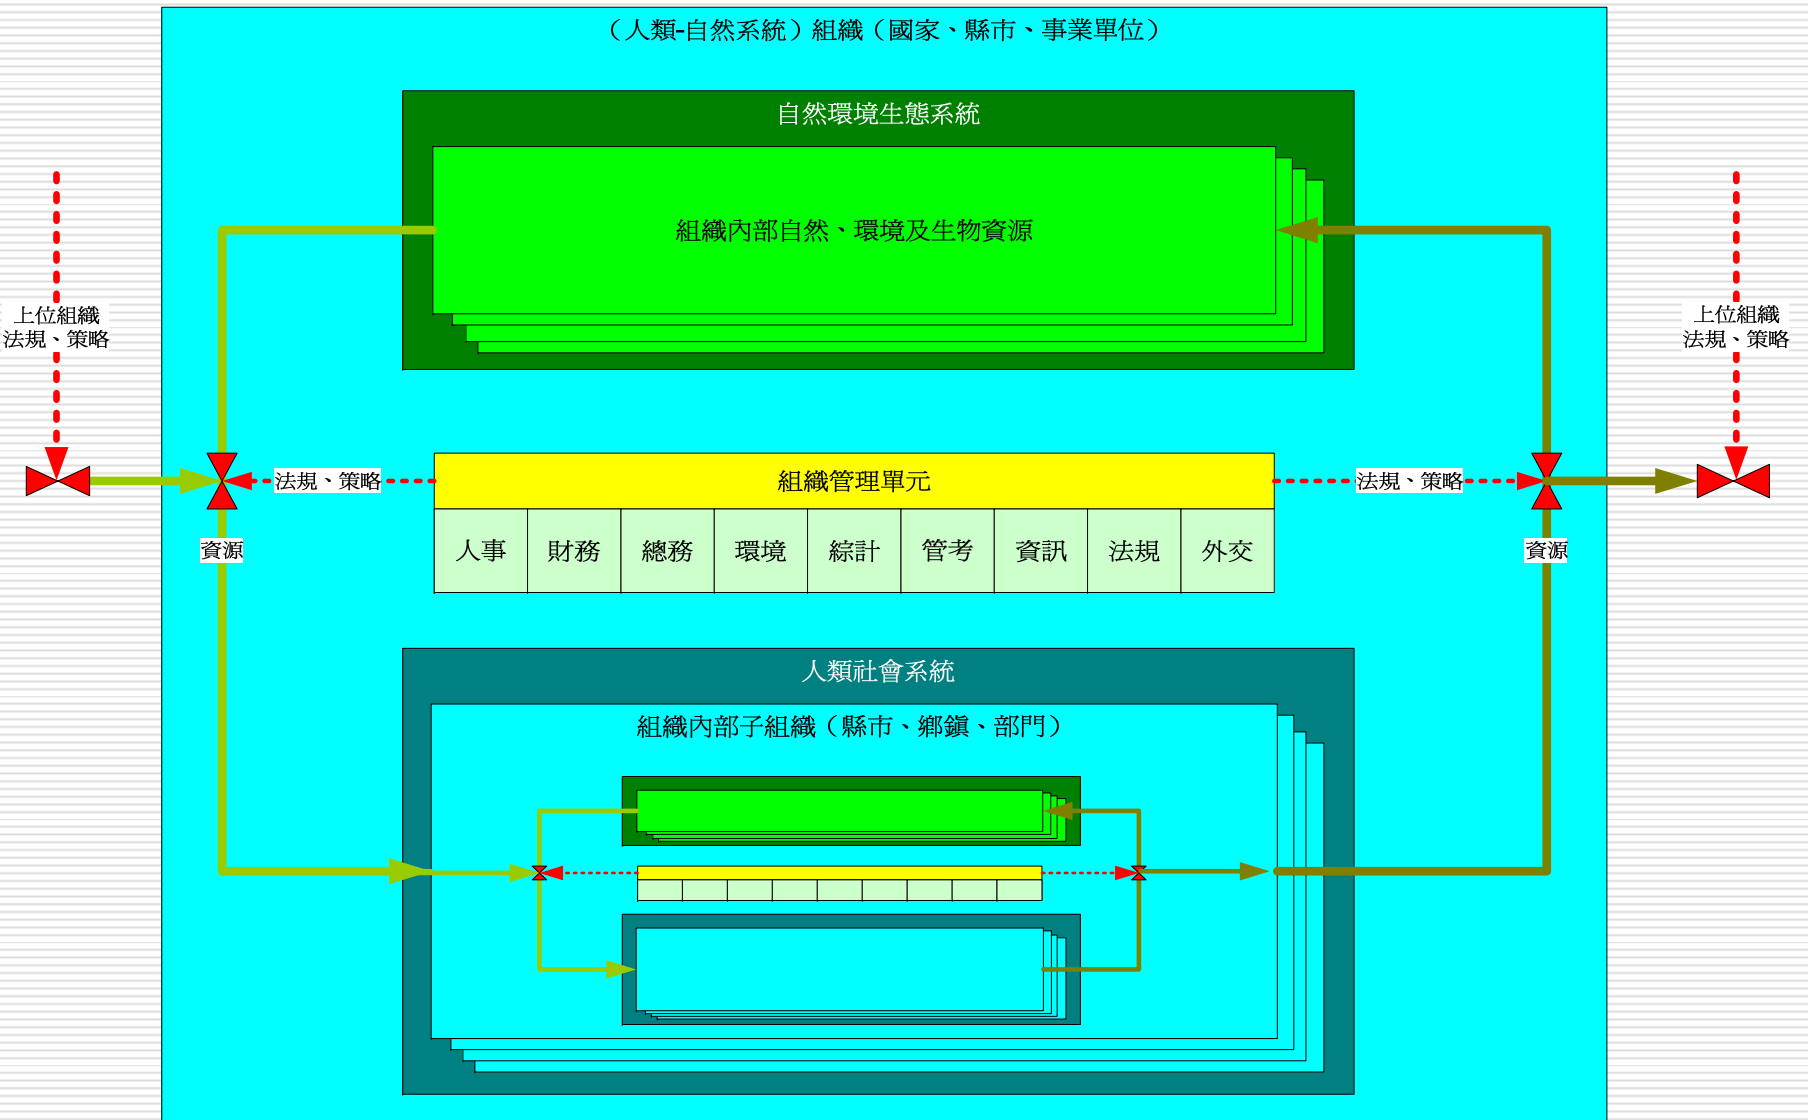 （人類-自然系統）組織（國家、縣市、事業單位）
自然環境生態系統
組織內部自然、環境及生物資源
上位組織
法規、策略
上位組織
法規、策略
法規、策略
組織管理單元
法規、策略
資源
人事 財務 總務 環境 綜計 管考 資訊 法規 外交
資源
人類社會系統
組織內部子組織（縣市、鄉鎮、部門）